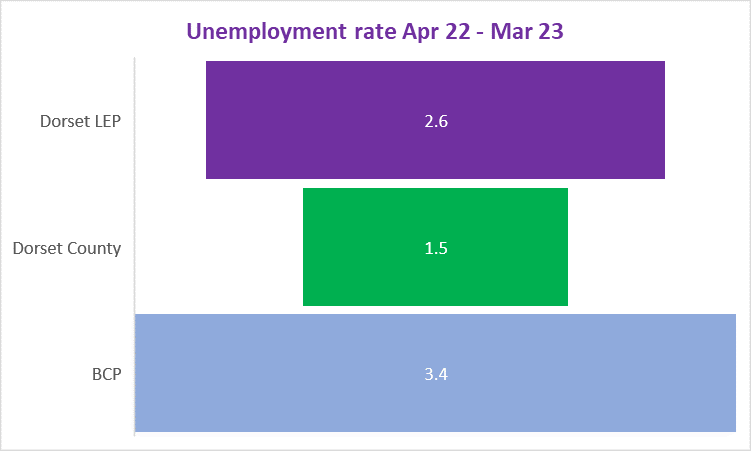 Unemployment rate Apr 22 - Mar 23
Dorset LEP
2.6
Dorset County
1.5
BCP
3.4